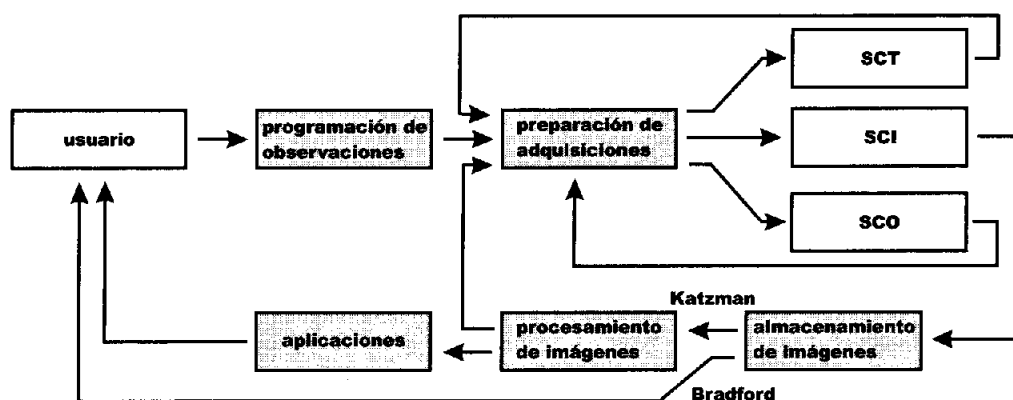 SCT
usuario
programación de
observaciones
preparación de
adquisiciones
SCI
SCO
Katzman
aplicaciones
procesamiento
de imágenes
almacenamiento
de imágenes
Bradford